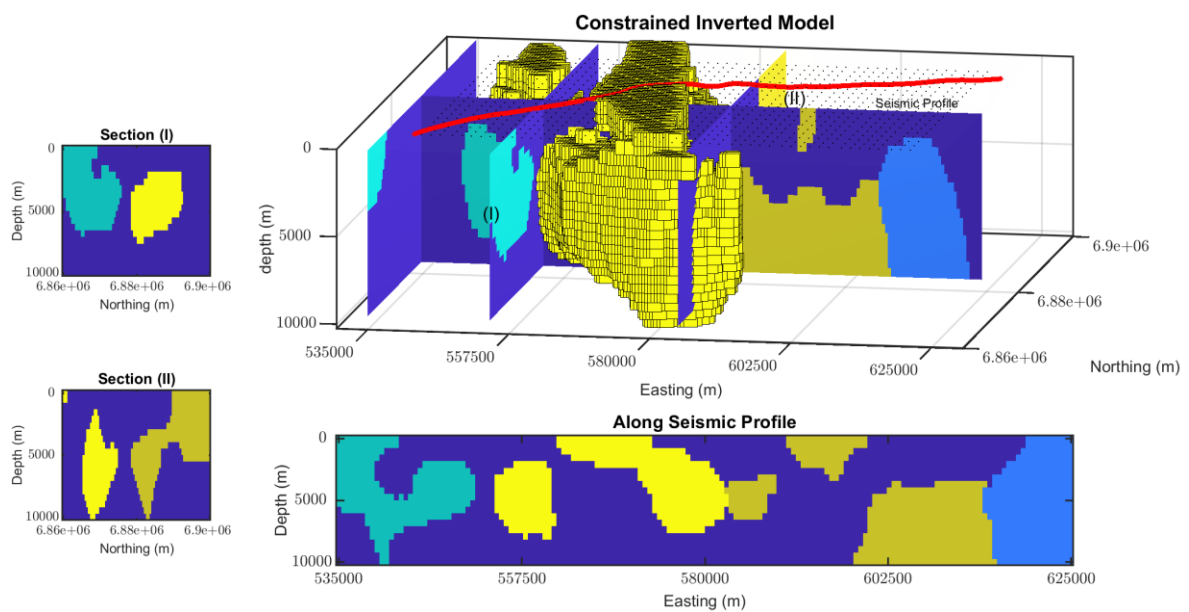 Constrained Inverted Model
0
5000
10000
depth (m)
535000
557500
580000
602500
625000
Easting (m)
6.86e+06
6.88e+06
6.9e+06
Northing (m)
(I)
(II)
Seismic Profile
Section (I)
0
5000
10000
Depth (m)
6.86e+06
6.88e+06
6.9e+06
Northing (m)
Section (II)
0
5000
10000
Depth (m)
6.86e+06
6.88e+06
6.9e+06
Northing (m)
Along Seismic Profile
0
5000
10000
Depth (m)
535000
557500
580000
602500
625000
Easting (m)